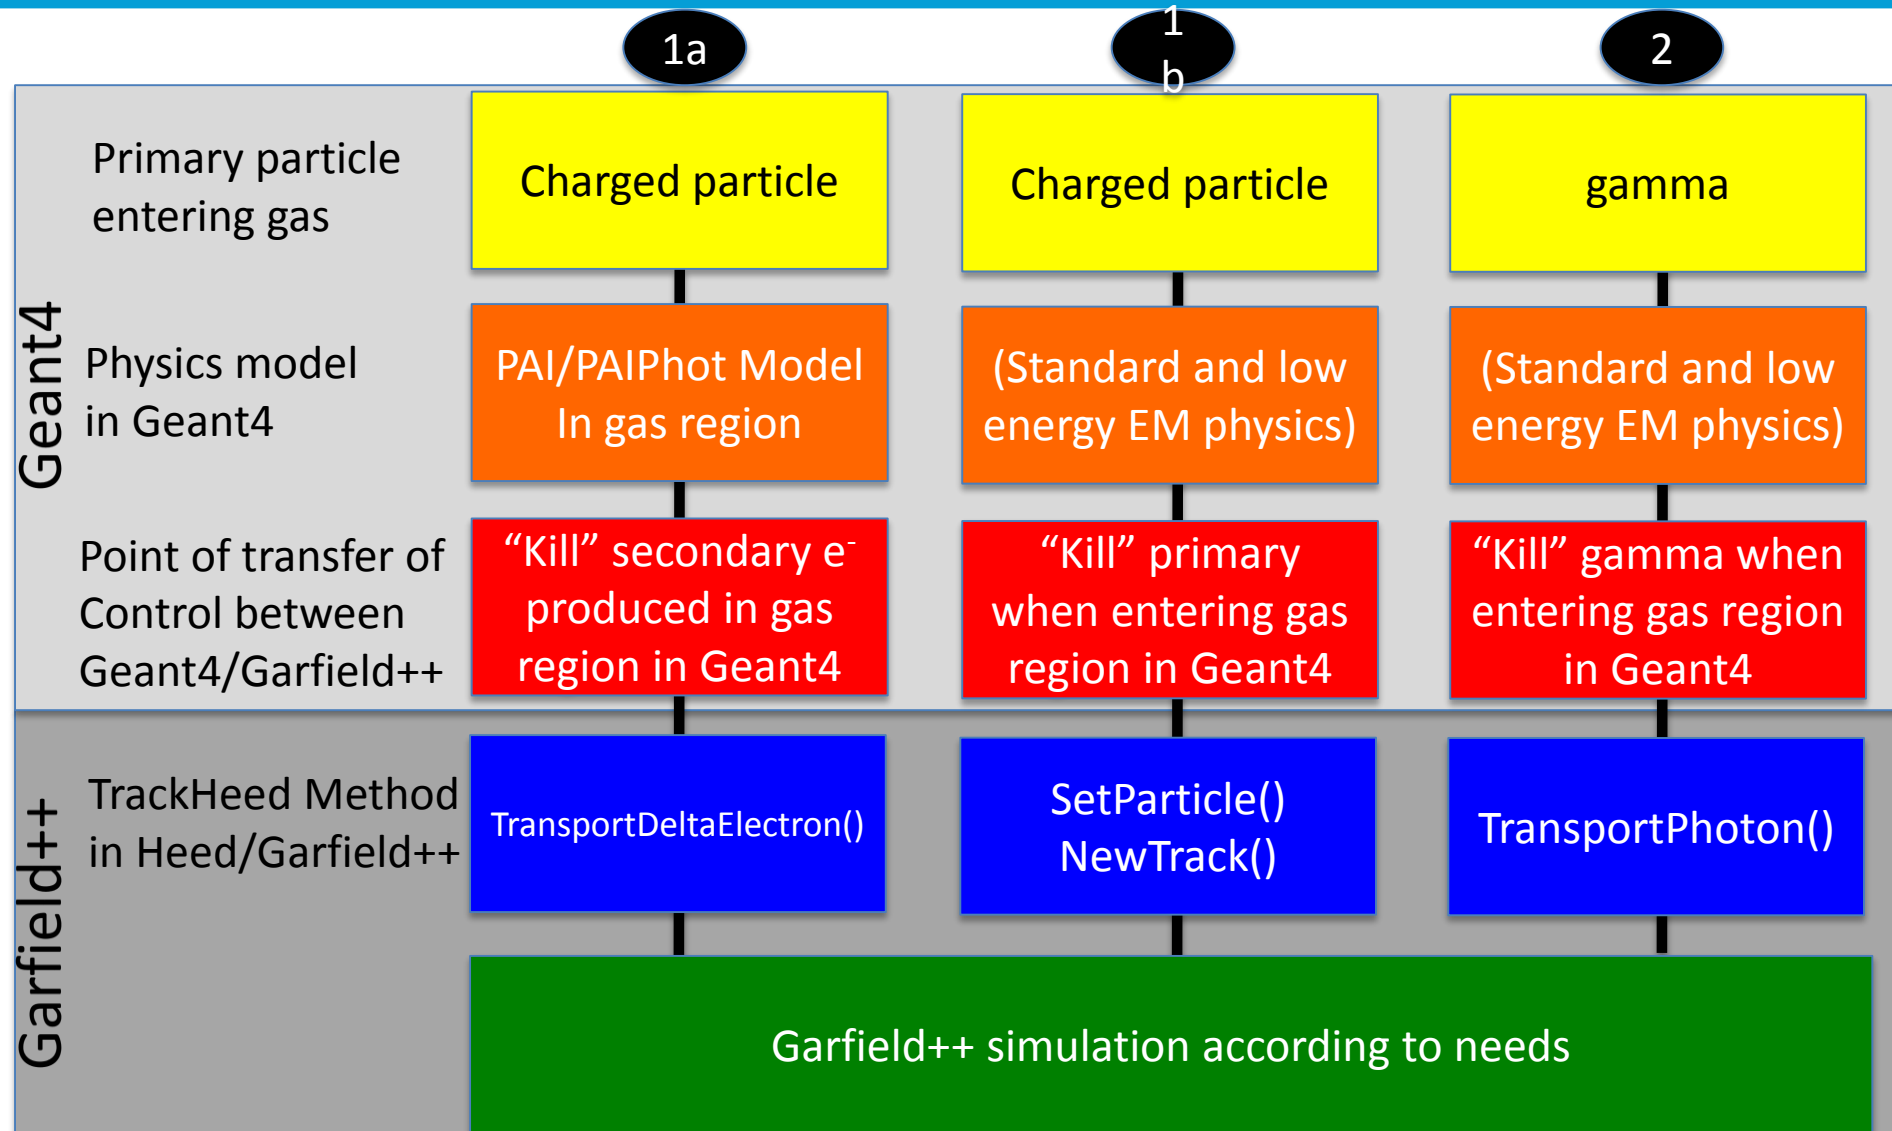 1a
1
b
2
Primary particle
entering gas
Charged particle
Charged particle
gamma
Geant4
Physics model
in Geant4
PAI/PAIPhot Model
In gas region
(Standard and low
energy EM physics)
(Standard and low
energy EM physics)
Point of transfer of
Control between
Geant4/Garfield++
“Kill” secondary e-
produced in gas
region in Geant4
“Kill” primary
when entering gas
region in Geant4
“Kill” gamma when
entering gas region
in Geant4
Garfield++
TrackHeed Method
in Heed/Garfield++
TransportDeltaElectron()
SetParticle()
NewTrack()
TransportPhoton()
Garfield++ simulation according to needs